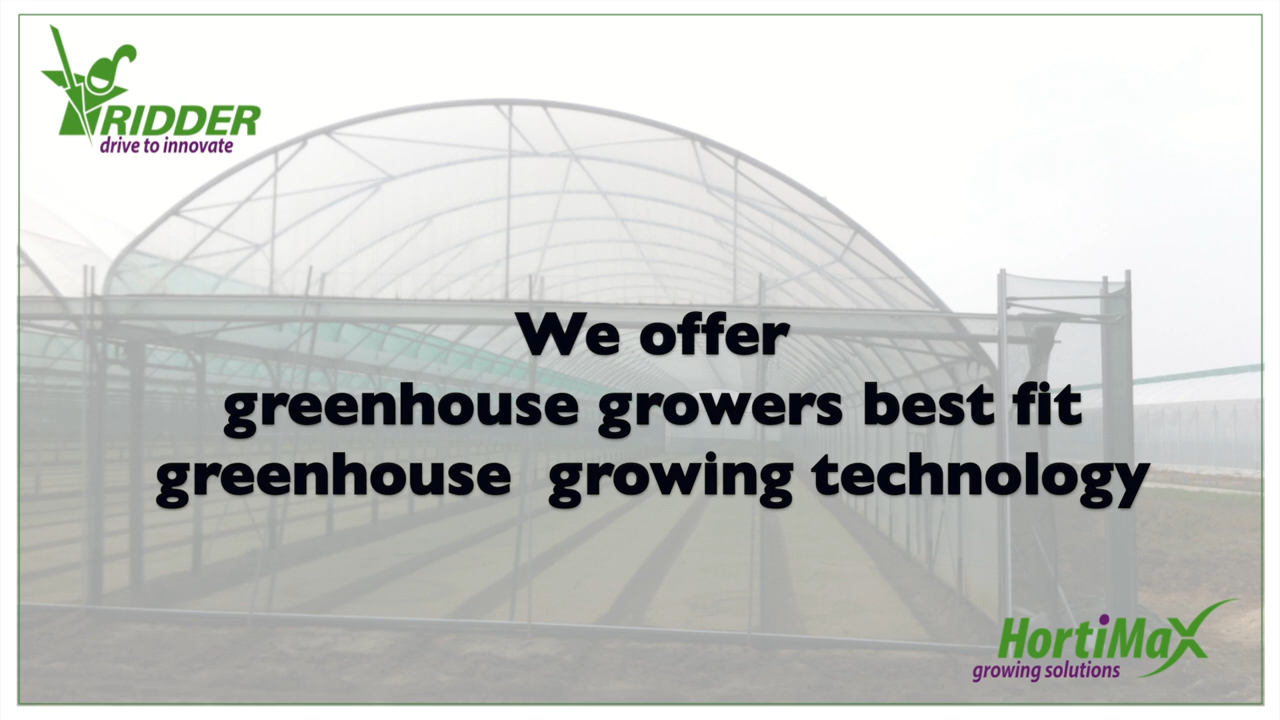 RIDDER
drive to innovate
We offer
greenhouse growers best fit
greenhouse  growing technology
HortiMaX
growing solutions